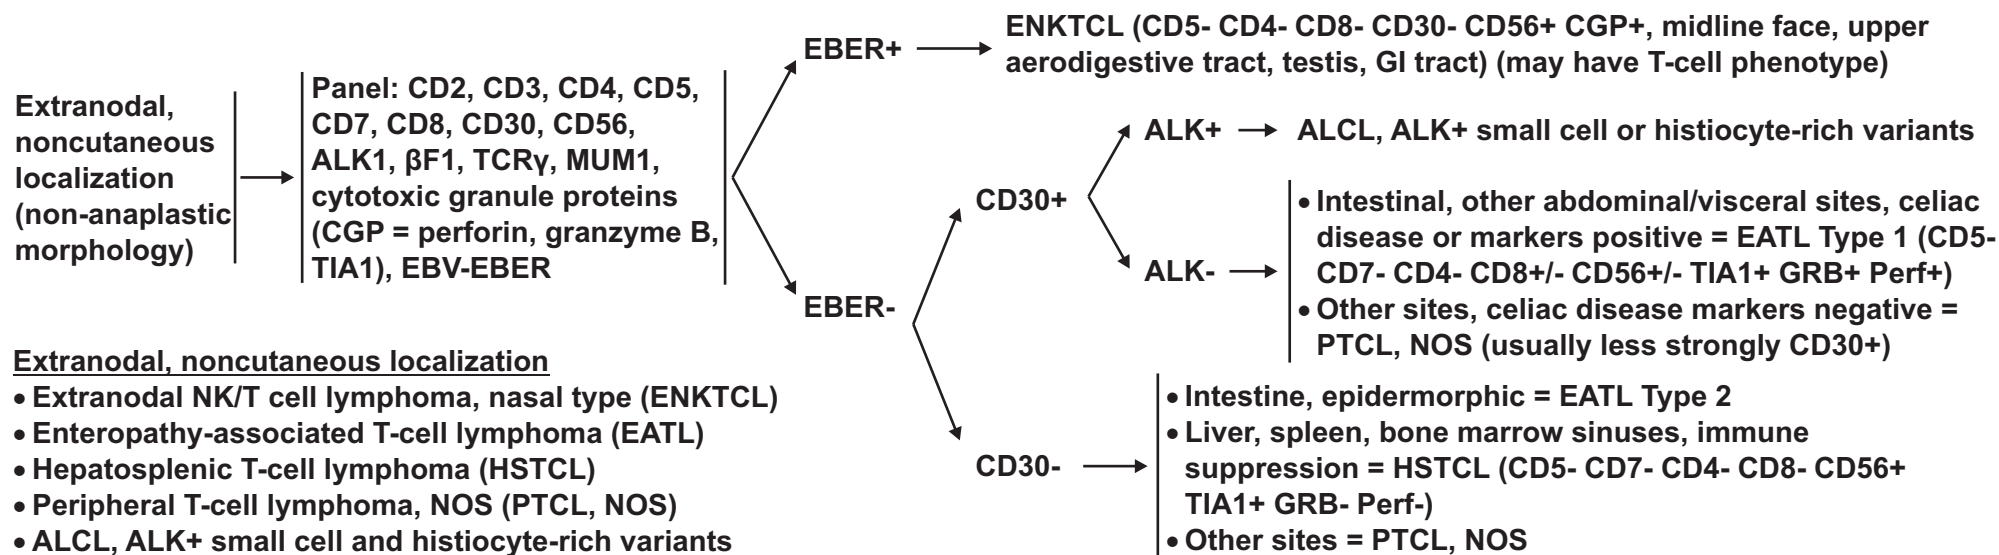 Extranodal,
noncutaneous
localization
(non-anaplastic
morphology)
Panel: CD2, CD3, CD4, CD5,
CD7, CD8, CD30, CD56,
ALK1, βF1, TCRγ, MUM1,
cytotoxic granule proteins
(CGP = perforin, granzyme B,
TIA1), EBV-EBER
EBER+
ENKTCL (CD5- CD4- CD8- CD30- CD56+ CGP+, midline face, upper
aerodigestive tract, testis, GI tract) (may have T-cell phenotype)
EBER-
CD30+
ALK+
ALCL, ALK+ small cell or histiocyte-rich variants
ALK-
• Intestinal, other abdominal/visceral sites, celiac
disease or markers positive = EATL Type 1 (CD5-
CD7- CD4- CD8+/- CD56+/- TIA1+ GRB+ Perf+)
• Other sites, celiac disease markers negative =
PTCL, NOS (usually less strongly CD30+)
CD30-
• Intestine, epidermorphic = EATL Type 2
• Liver, spleen, bone marrow sinuses, immune
suppression = HSTCL (CD5- CD7- CD4- CD8- CD56+
TIA1+ GRB- Perf-)
• Other sites = PTCL, NOS
Extranodal, noncutaneous localization
• Extranodal NK/T cell lymphoma, nasal type (ENKTCL)
• Enteropathy-associated T-cell lymphoma (EATL)
• Hepatosplenic T-cell lymphoma (HSTCL)
• Peripheral T-cell lymphoma, NOS (PTCL, NOS)
• ALCL, ALK+ small cell and histiocyte-rich variants